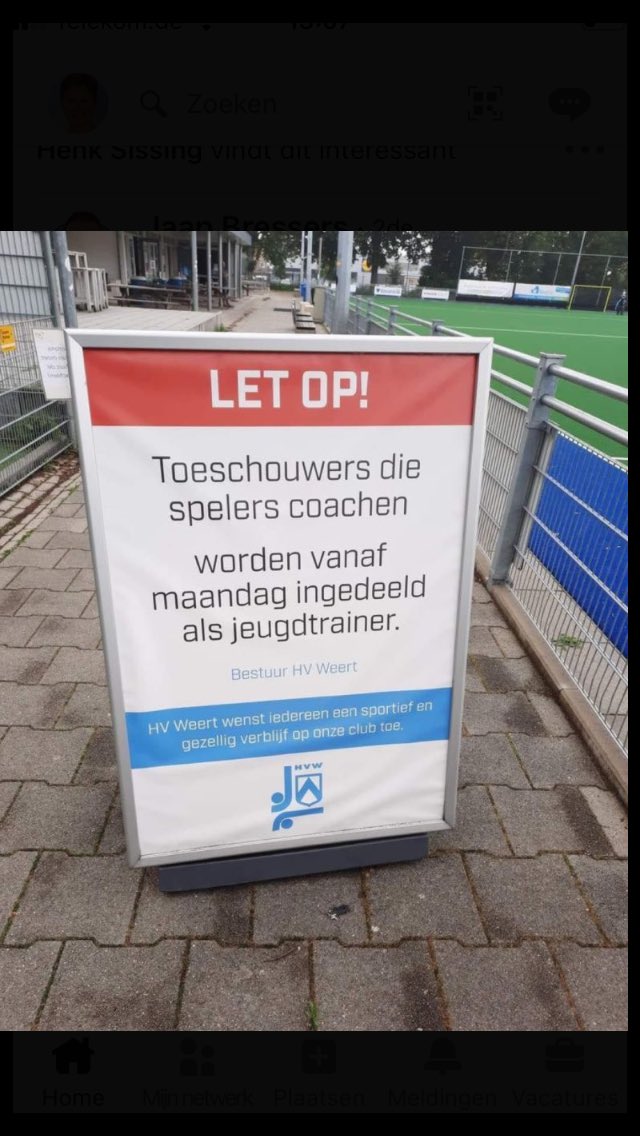 Zoeken
Henk Sissing vindt dit interessant
LET OP!
Toeschouwers die
spelers coachen
worden vanaf
maandag ingedeeld
als jeugdtrainer.
Bestuur HV Weert
HV Weert wenst iedereen een sportief en
gezellig verblijf op onze club toe.
HVW
Home Mijn netwerk Plaatsen Meldingen Vacatures